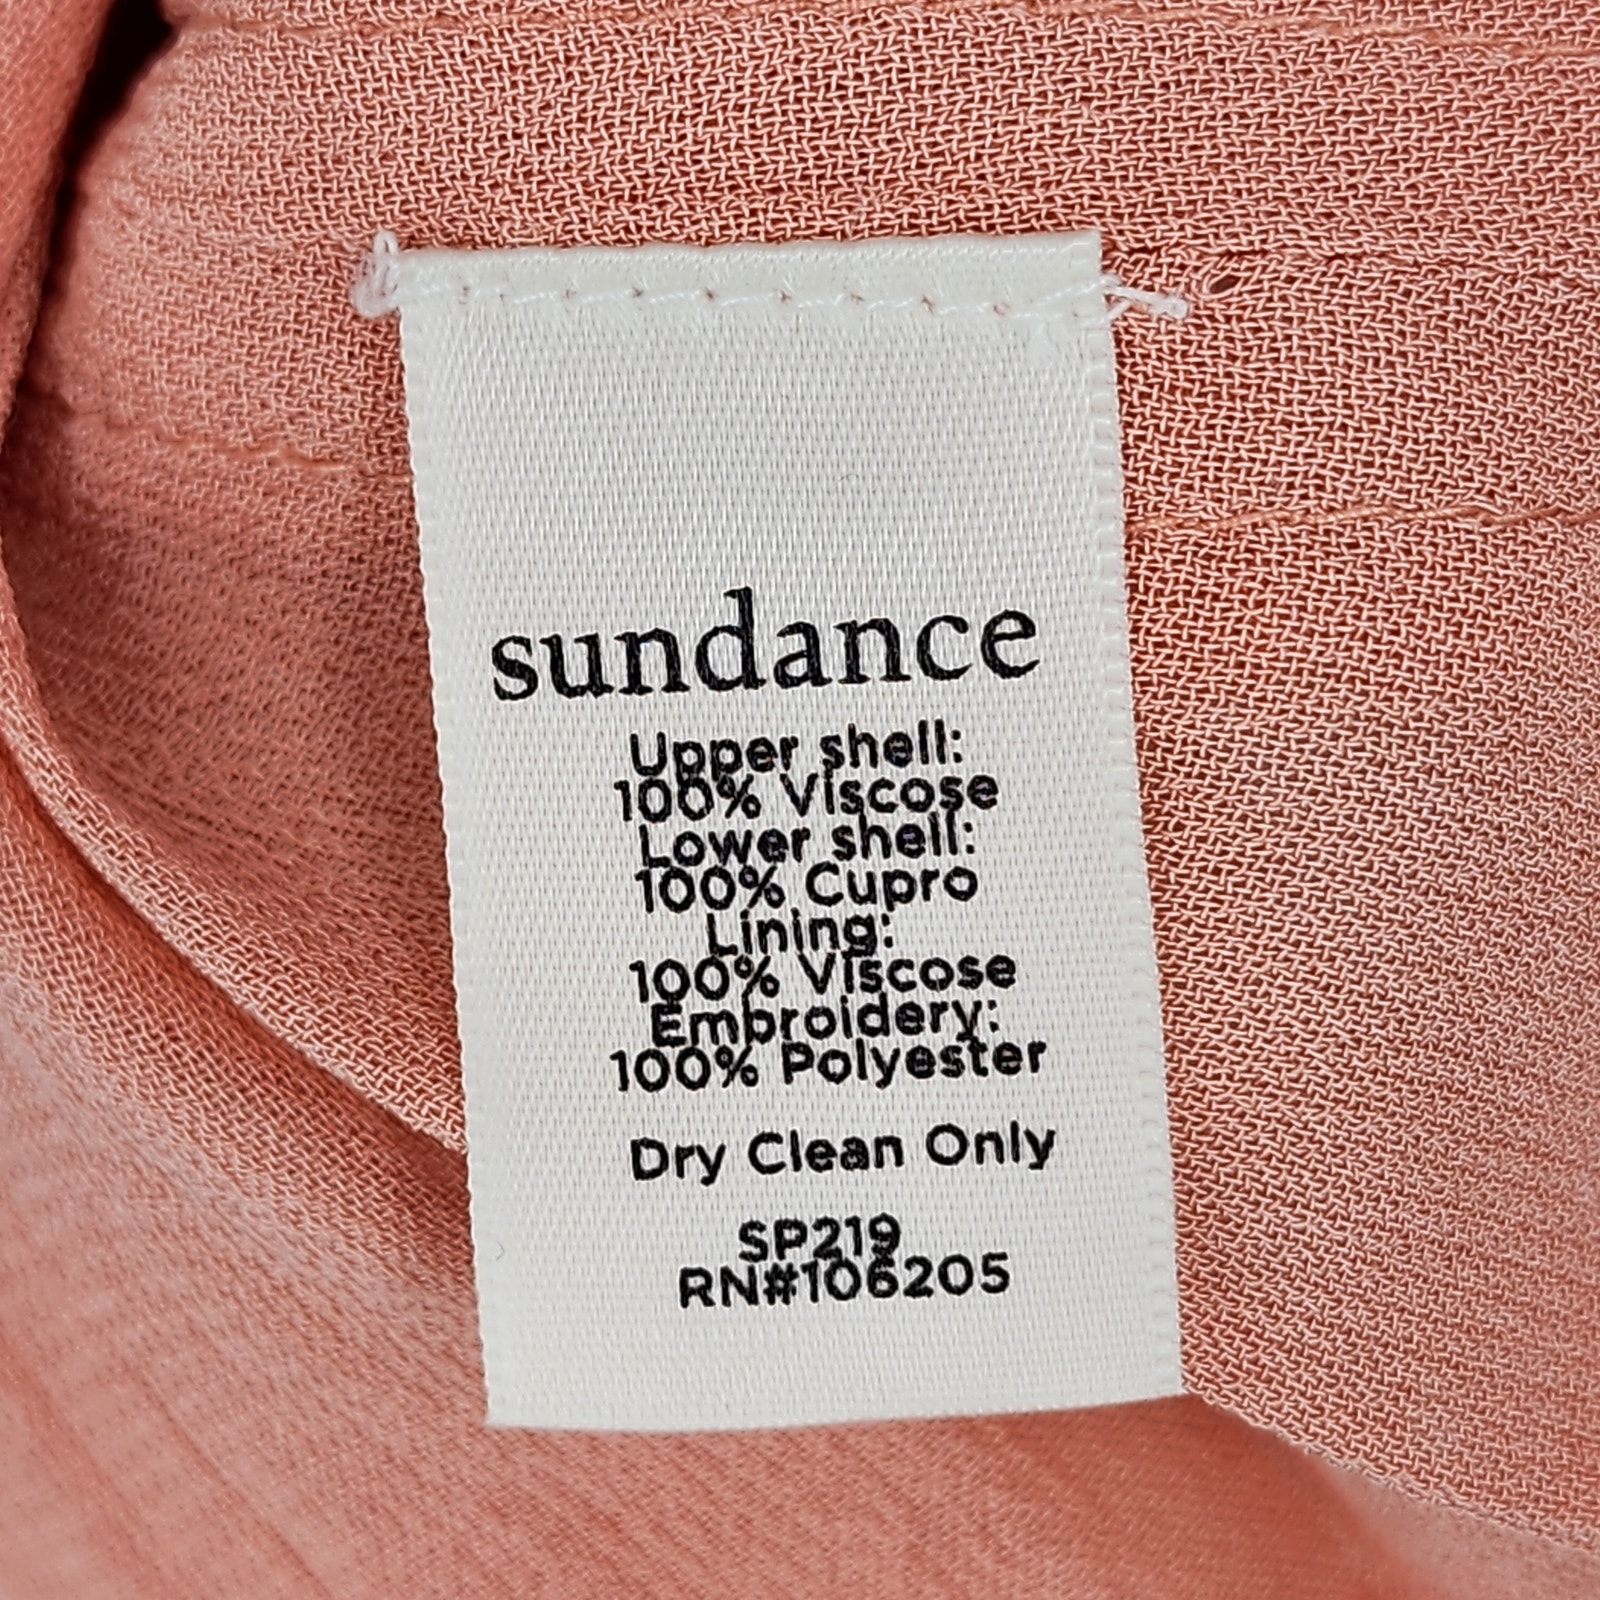 sundance
Upper shell:
100% Viscose
Lower shell:
100% Cupro
Lining:
100% Viscose
Embroidery:
100% Polyester
Dry Clean Only
SP219
RN#106205